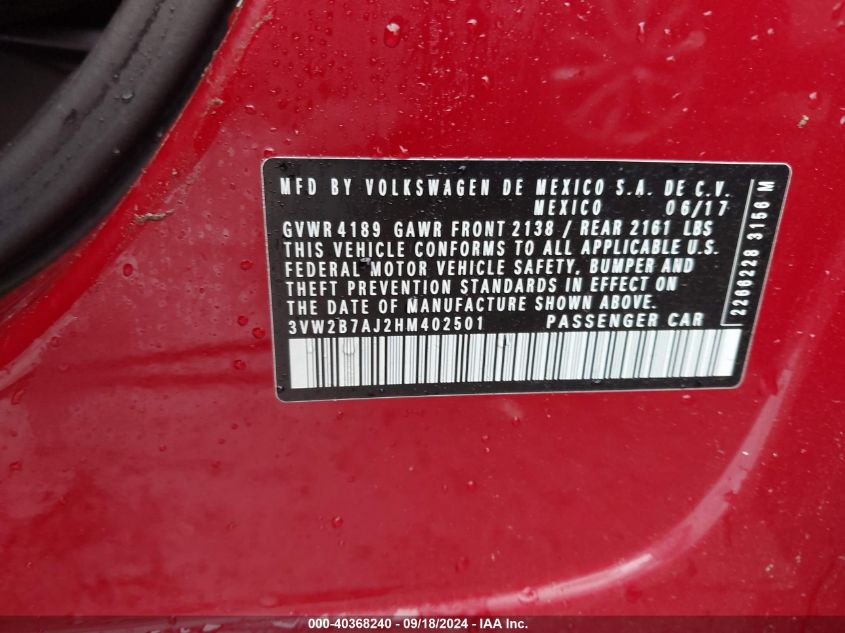 MFD BY VOLKSWAGEN DE MEXICO S.A. DE C.V.
MEXICO 06/17
GVWR 4189 GAWR FRONT 2138 / REAR 2161 LBS
THIS VEHICLE CONFORMS TO ALL APPLICABLE U.S.
FEDERAL MOTOR VEHICLE SAFETY, BUMPER AND
THEFT PREVENTION STANDARDS IN EFFECT ON
THE DATE OF MANUFACTURE SHOWN ABOVE.
3VW2B7AJ2HM402501 PASSENGER CAR
2266228 3156 M
000-40368240 - 09/18/2024 - IAA Inc.